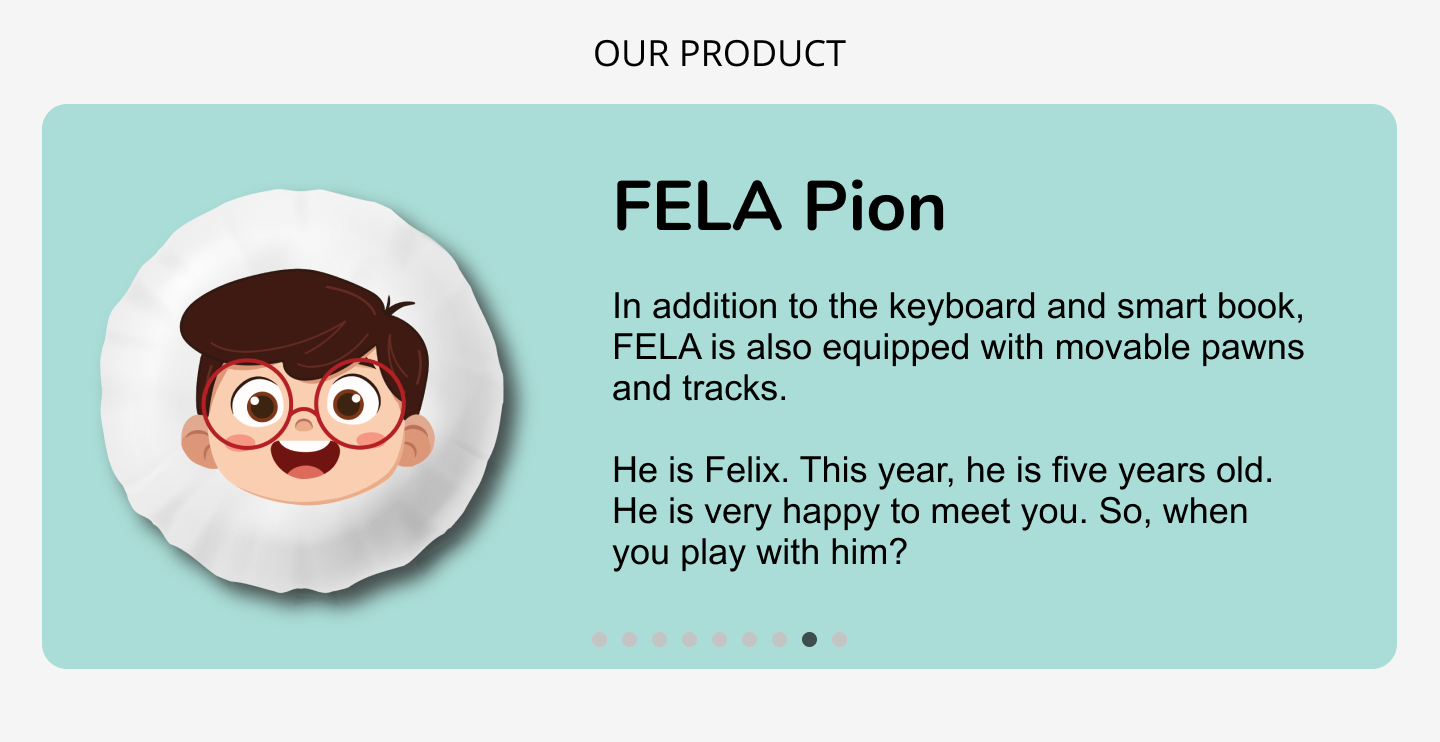 OUR PRODUCT
FELA Pion
In addition to the keyboard and smart book,
FELA is also equipped with movable pawns
and tracks.
He is Felix. This year, he is five years old.
He is very happy to meet you. So, when
you play with him?